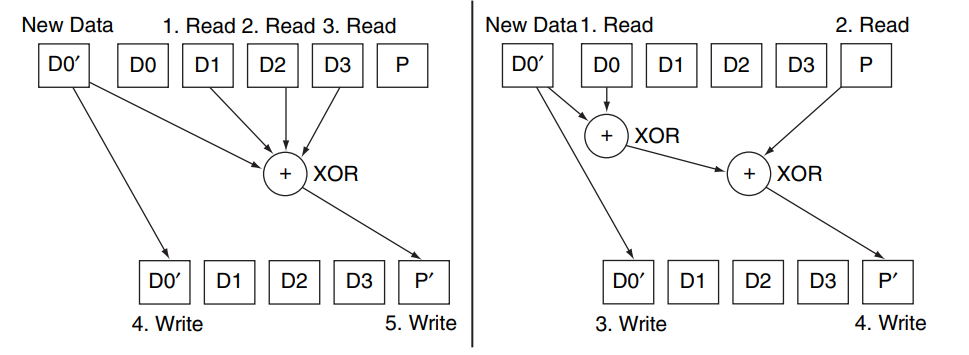 New Data 1. Read 2. Read 3. Read
D0′ D0 D1 D2 D3 P
+ XOR
D0′ D1 D2 D3 P′
4. Write 5. Write
New Data 1. Read 2. Read
D0′ D0 D1 D2 D3 P
+ XOR
+ XOR
D0′ D1 D2 D3 P′
3. Write 4. Write